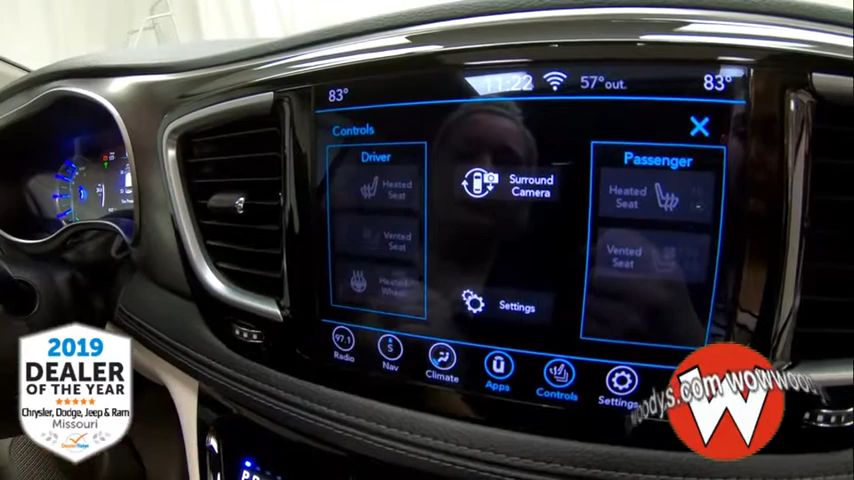 11:22
57° out.
83°
83°
Controls
Driver
Heated
Seat
Vented
Seat
Heated
Wheel
Surround
Camera
Settings
Passenger
Heated
Seat
Vented
Seat
97.1
Radio
S
Nav
Climate
Apps
Controls
Settings
2019
DEALER
OF THE YEAR
Chrysler, Dodge, Jeep & Ram
Missouri
woodys.com wowwoodys
W